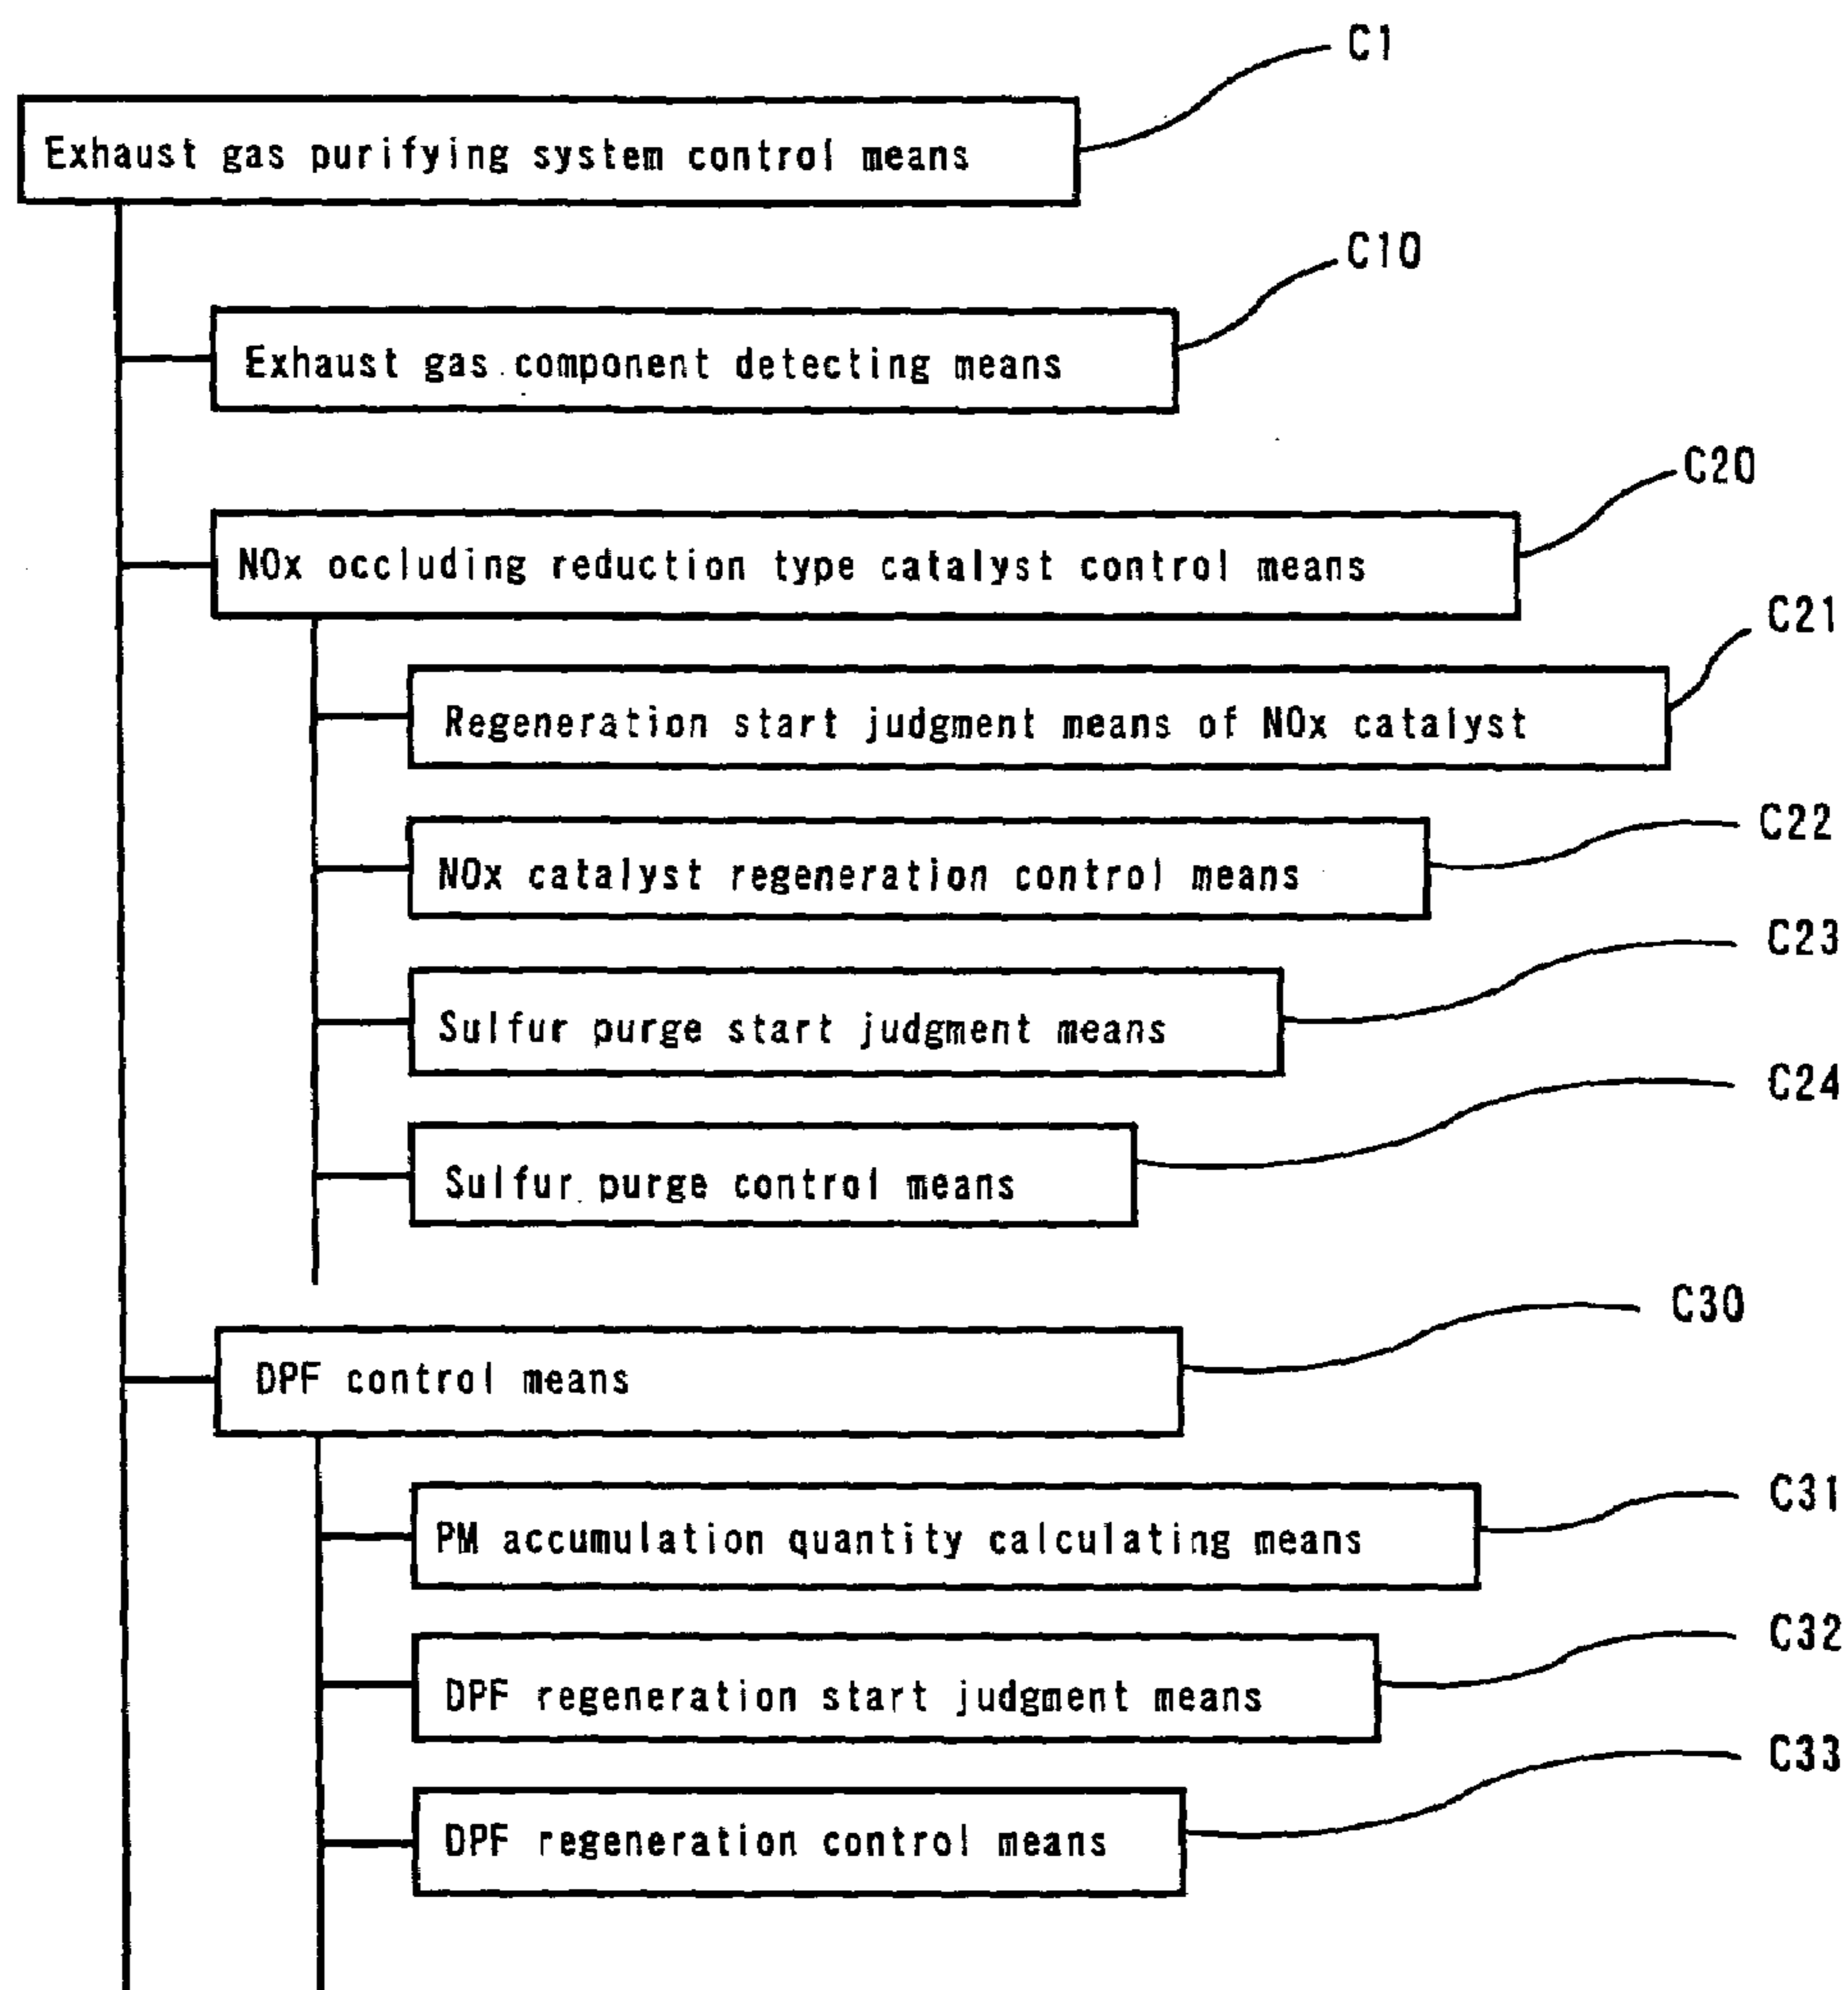 C1
Exhaust gas purifying system control means
C10
Exhaust gas component detecting means
C20
NOx occluding reduction type catalyst control means
C21
Regeneration start judgment means of NOx catalyst
C22
NOx catalyst regeneration control means
C23
Sulfur purge start judgment means
C24
Sulfur purge control means
C30
DPF control means
C31
PM accumulation quantity calculating means
C32
DPF regeneration start judgment means
C33
DPF regeneration control means